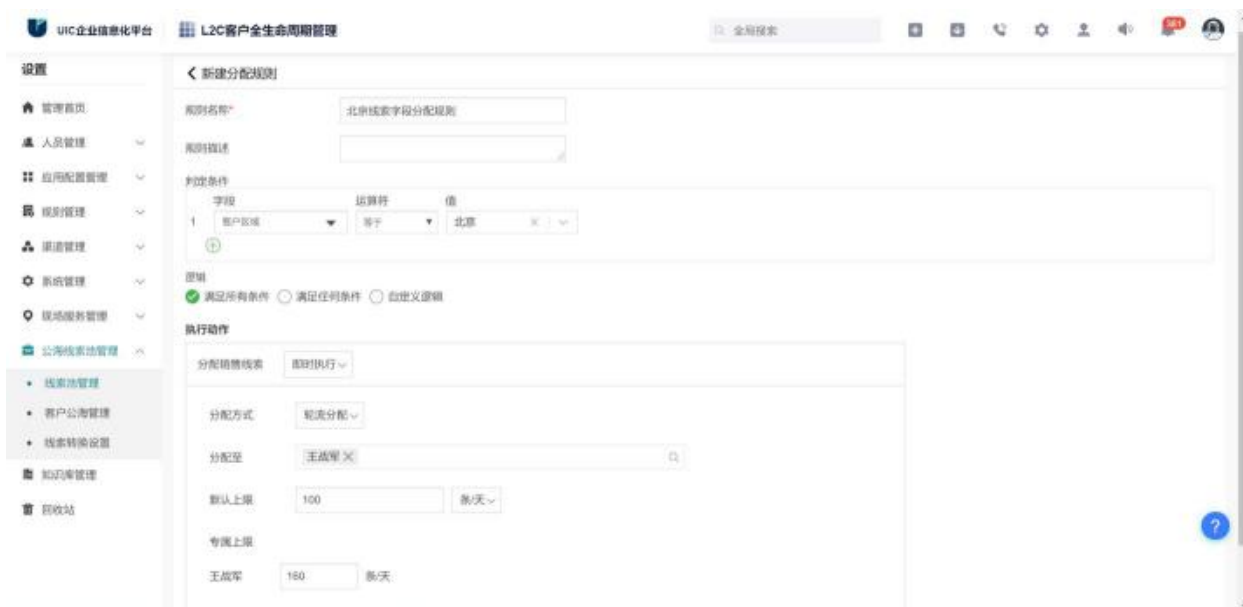 UIC企业信息化平台
L2C客户全生命周期管理
全局搜索
设置
新建分配规则
管理首页
规则名称*
北京线索字段分配规则
人员管理
规则描述
应用配置管理
判定条件
字段
运算符
值
规则管理
1
客户区域
等于
北京
渠道管理
系统管理
逻辑
满足所有条件
满足任何条件
自定义逻辑
现场服务管理
执行动作
公海线索池管理
分配销售线索
即时执行
线索池管理
客户公海管理
分配方式
轮流分配
线索转换设置
分配至
王战军
知识库管理
默认上限
100
条/天
回收站
专属上限
王战军
160
条/天